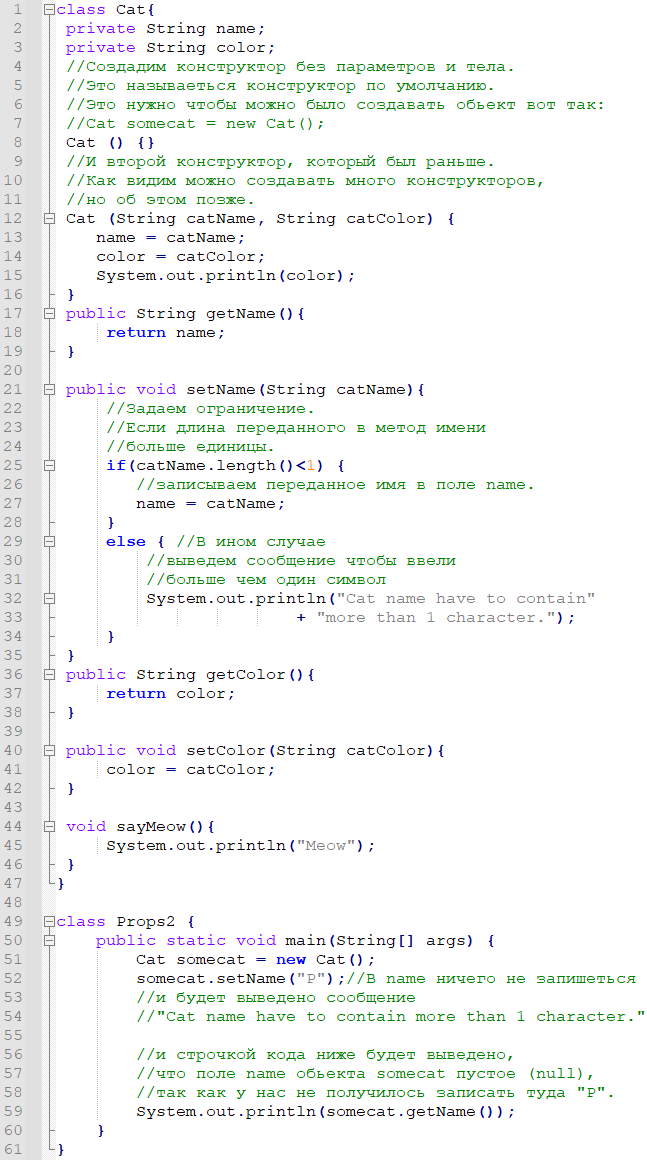 1 class Cat{
2 private String name;
3 private String color;
4 //Создадим конструктор без параметров и тела.
5 //Это называеться конструктор по умолчанию.
6 //Это нужно чтобы можно было создавать обьект вот так:
7 //Cat somecat = new Cat();
8 Cat () {}
9 //И второй конструктор, который был раньше.
10 //Как видим можно создавать много конструкторов,
11 //но об этом позже.
12 Cat (String catName, String catColor) {
13 name = catName;
14 color = catColor;
15 System.out.println(color);
16 }
17 public String getName(){
18 return name;
19 }
20
21 public void setName(String catName){
22 //Задаем ограничение.
23 //Если длина переданного в метод имени
24 //больше единицы.
25 if(catName.length()<1) {
26 //записываем переданное имя в поле name.
27 name = catName;
28 }
29 else { //В ином случае
30 //выведем сообщение чтобы ввели
31 //больше чем один символ
32 System.out.println("Cat name have to contain"
33 + "more than 1 character.");
34 }
35 }
36 public String getColor(){
37 return color;
38 }
39
40 public void setColor(String catColor){
41 color = catColor;
42 }
43
44 void sayMeow(){
45 System.out.println("Meow");
46 }
47 }
48
49 class Props2 {
50 public static void main(String[] args) {
51 Cat somecat = new Cat();
52 somecat.setName("P");//В name ничего не запишеться
53 //и будет выведено сообщение
54 //"Cat name have to contain more than 1 character."
55
56 //и строчкой кода ниже будет выведено,
57 //что поле name обьекта somecat пустое (null),
58 //так как у нас не получилось записать туда "P".
59 System.out.println(somecat.getName());
60 }
61 }